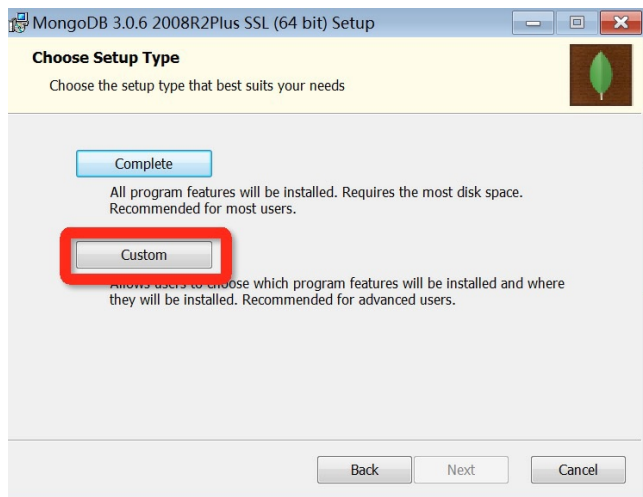 MongoDB 3.0.6 2008R2Plus SSL (64 bit) Setup
Choose Setup Type
Choose the setup type that best suits your needs
Complete
All program features will be installed. Requires the most disk space.
Recommended for most users.
Custom
Allows users to choose which program features will be installed and where
they will be installed. Recommended for advanced users.
Back
Next
Cancel